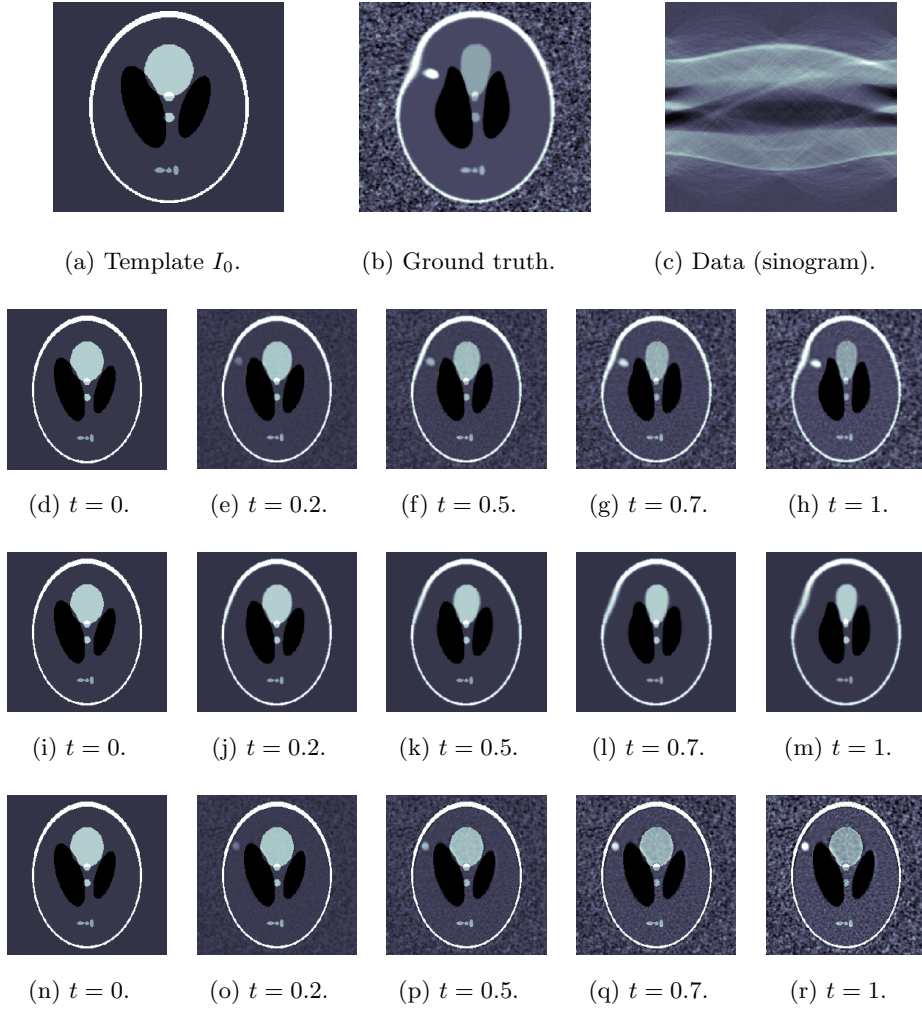 (a) Template I₀. (b) Ground truth. (c) Data (sinogram).
(d) t = 0. (e) t = 0.2. (f) t = 0.5. (g) t = 0.7. (h) t = 1.
(i) t = 0. (j) t = 0.2. (k) t = 0.5. (l) t = 0.7. (m) t = 1.
(n) t = 0. (o) t = 0.2. (p) t = 0.5. (q) t = 0.7. (r) t = 1.